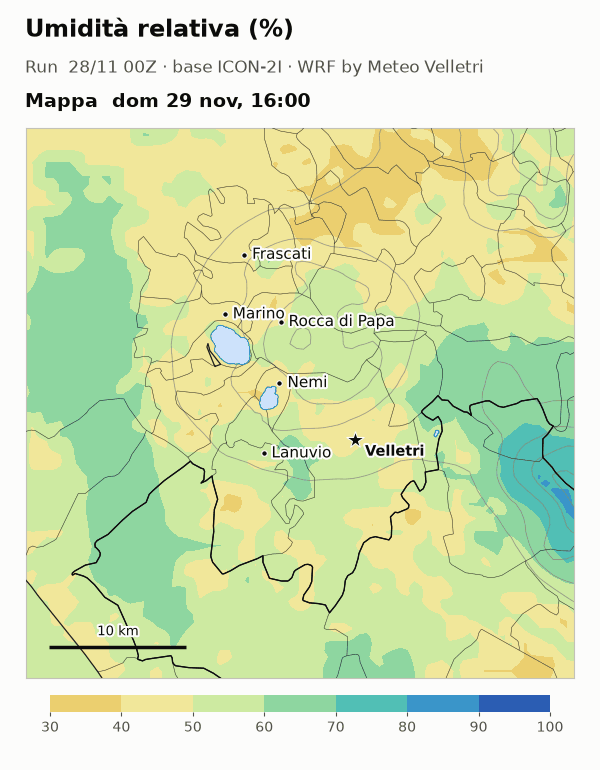 Umidità relativa (%)
Run  28/11 00Z · base ICON-2I · WRF by Meteo Velletri
Mappa  dom 29 nov, 16:00
Frascati
Marino
Rocca di Papa
Nemi
Velletri
Lanuvio
10 km
30 40 50 60 70 80 90 100